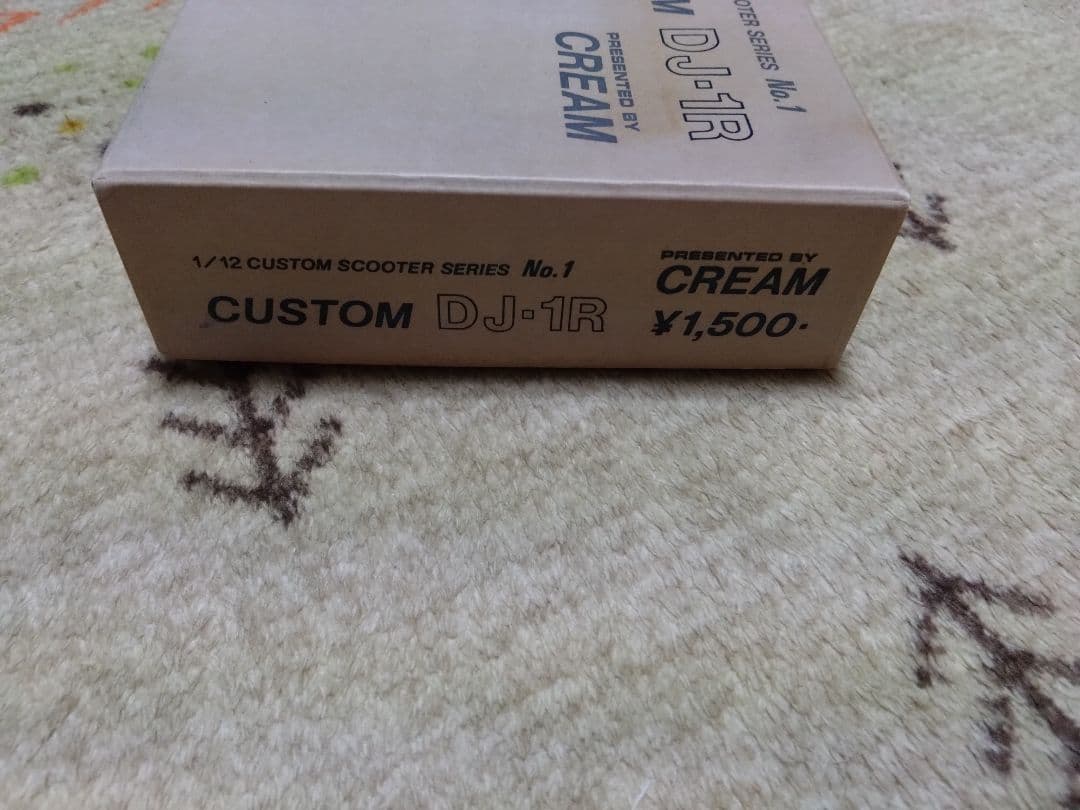 OTER SERIES No.1
M DJ·1R
PRESENTED BY
CREAM
1/12 CUSTOM SCOOTER SERIES No.1
CUSTOM DJ·1R
PRESENTED BY
CREAM
¥1,500·